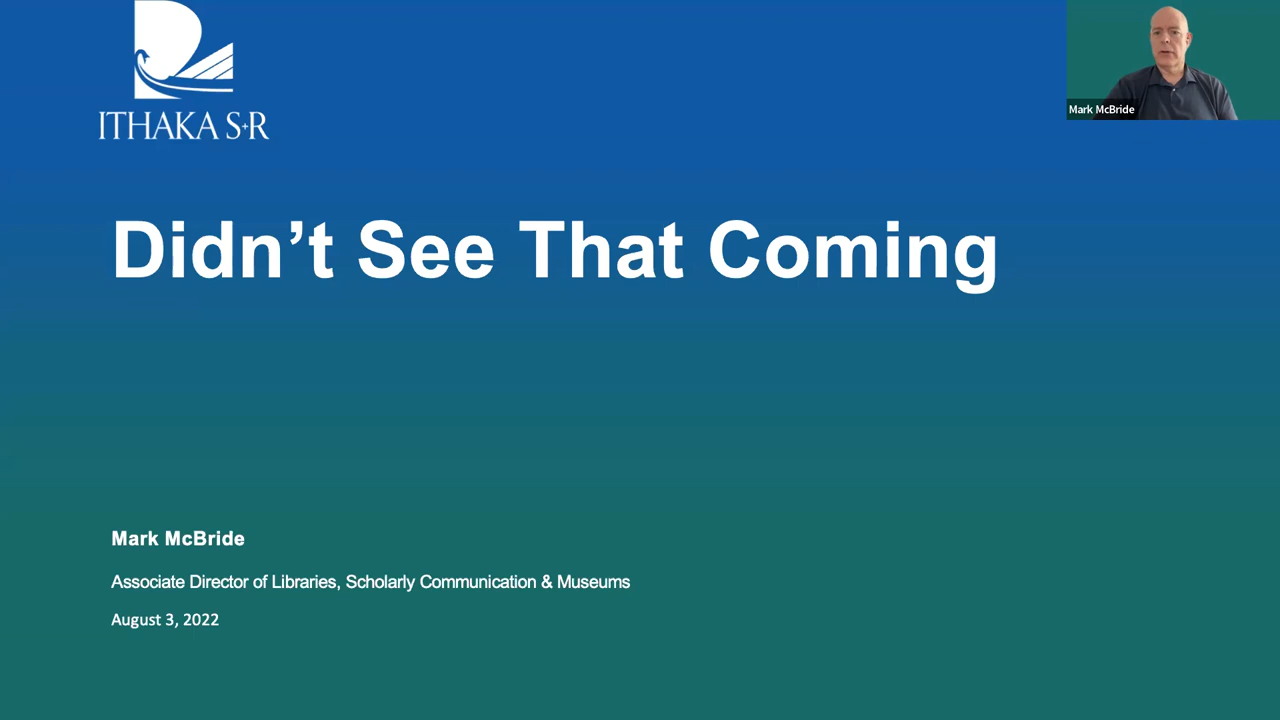 ITHAKA S+R
Mark McBride
Didn’t See That Coming
Mark McBride
Associate Director of Libraries, Scholarly Communication & Museums
August 3, 2022